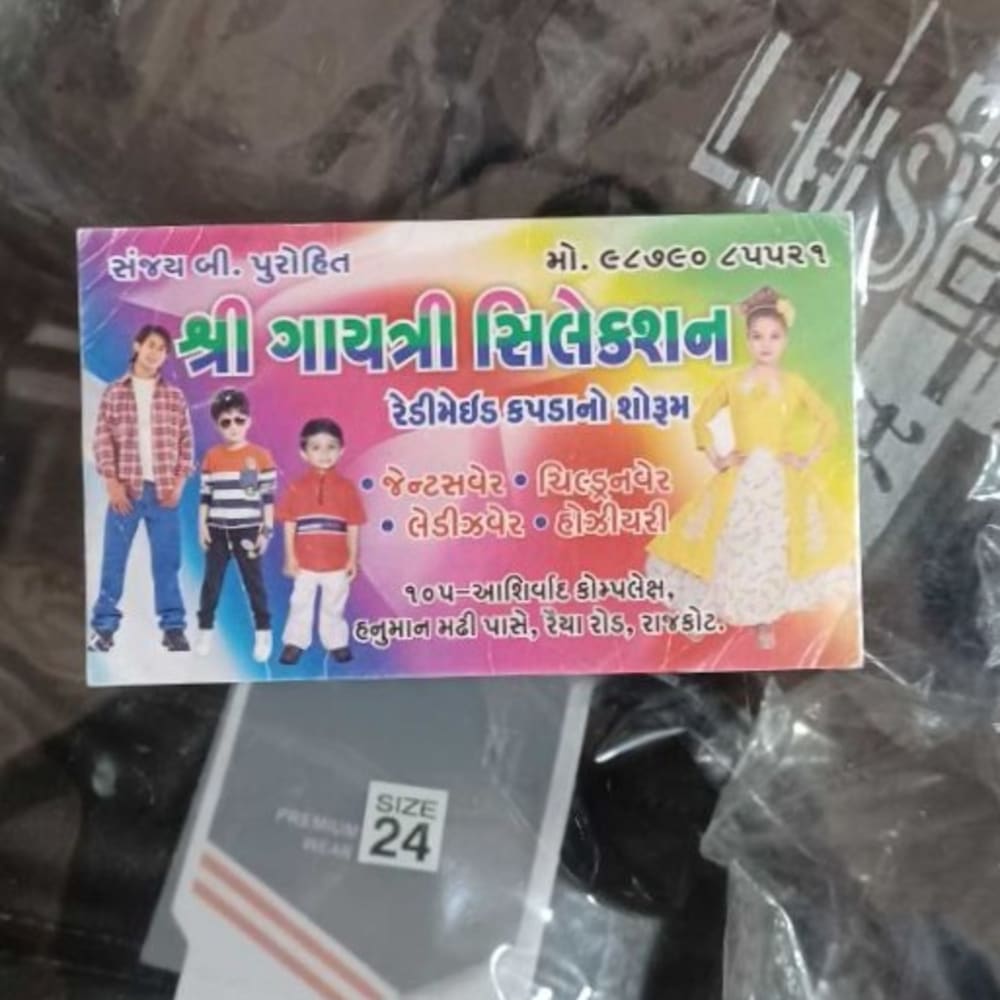 સંજય બી. પુરોહિત
મો. ૯૮૭૯૦ ૮૫૫૨૧
શ્રી ગાયત્રી સિલેકશન
રેડીમેઇડ કપડાનો શોરૂમ
• જેન્ટસવેર • ચિલ્ડ્રનવેર
• લેડીઝવેર • હોઝીયરી
૧૦૫-આશિર્વાદ કોમ્પલેક્ષ,
હનુમાન મઢી પાસે, રૈયા રોડ, રાજકોટ.
PREMIUM
WEAR
SIZE
24